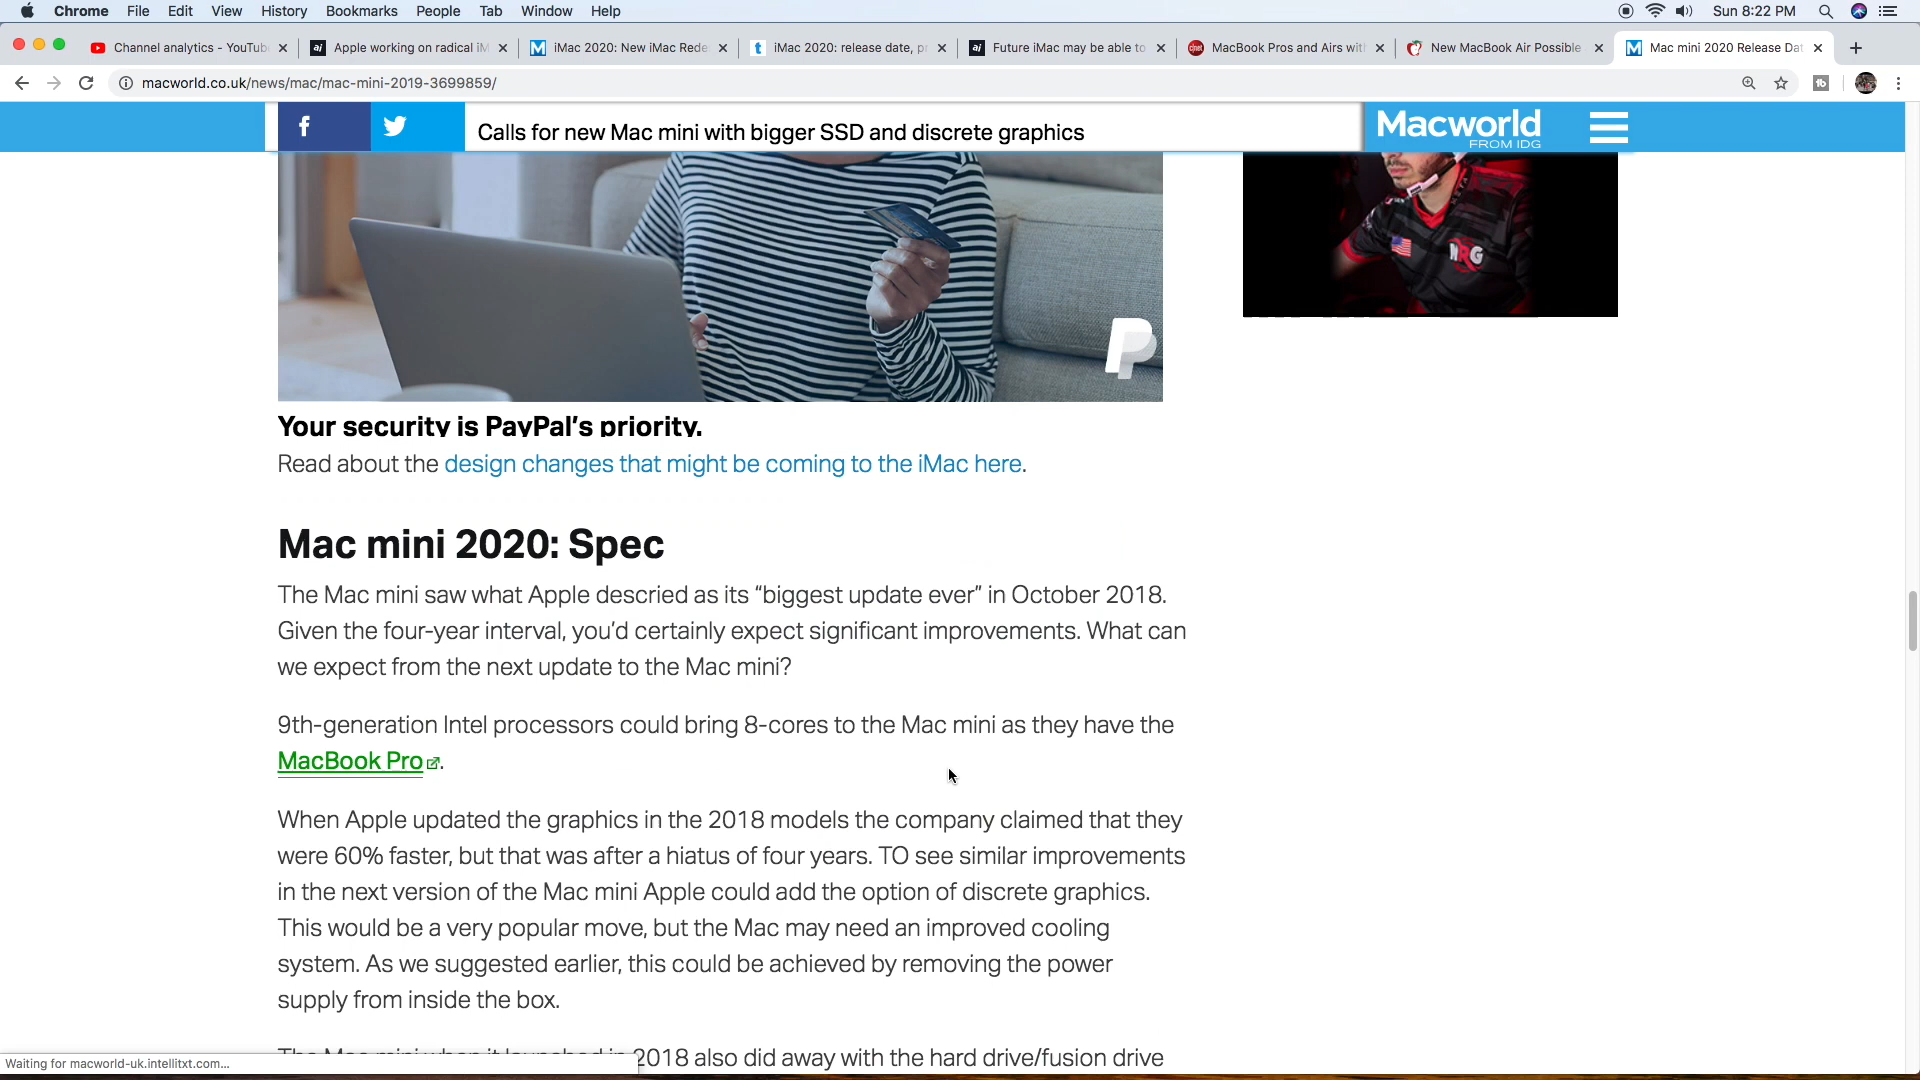 Chrome File Edit View History Bookmarks People Tab Window Help Sun 8:22 PM
Channel analytics - YouTub Apple working on radical iM iMac 2020: New iMac Rede iMac 2020: release date, pr Future iMac may be able to MacBook Pros and Airs with New MacBook Air Possible Mac mini 2020 Release Dat
macworld.co.uk/news/mac/mac-mini-2019-3699859/
Calls for new Mac mini with bigger SSD and discrete graphics
Macworld
FROM IDG
NRG
Your security is PayPal's priority.
Read about the design changes that might be coming to the iMac here.
Mac mini 2020: Spec
The Mac mini saw what Apple descried as its “biggest update ever” in October 2018.
Given the four-year interval, you’d certainly expect significant improvements. What can
we expect from the next update to the Mac mini?
9th-generation Intel processors could bring 8-cores to the Mac mini as they have the
MacBook Pro.
When Apple updated the graphics in the 2018 models the company claimed that they
were 60% faster, but that was after a hiatus of four years. TO see similar improvements
in the next version of the Mac mini Apple could add the option of discrete graphics.
This would be a very popular move, but the Mac may need an improved cooling
system. As we suggested earlier, this could be achieved by removing the power
supply from inside the box.
The Mac mini when it launched in 2018 also did away with the hard drive/fusion drive
Waiting for macworld-uk.intellitxt.com...